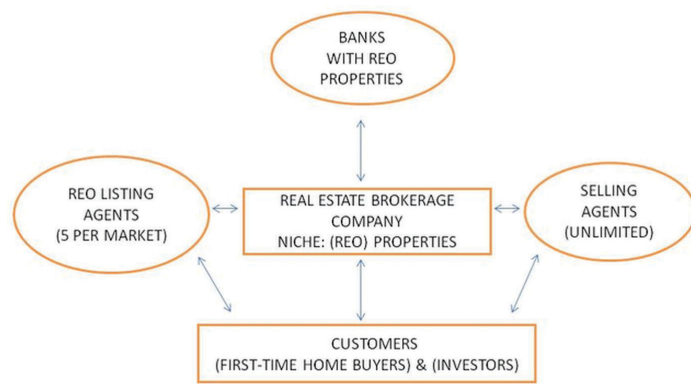 BANKS
WITH REO
PROPERTIES
REO LISTING
AGENTS
(5 PER MARKET)
REAL ESTATE BROKERAGE
COMPANY
NICHE: (REO) PROPERTIES
SELLING
AGENTS
(UNLIMITED)
CUSTOMERS
(FIRST-TIME HOME BUYERS) & (INVESTORS)